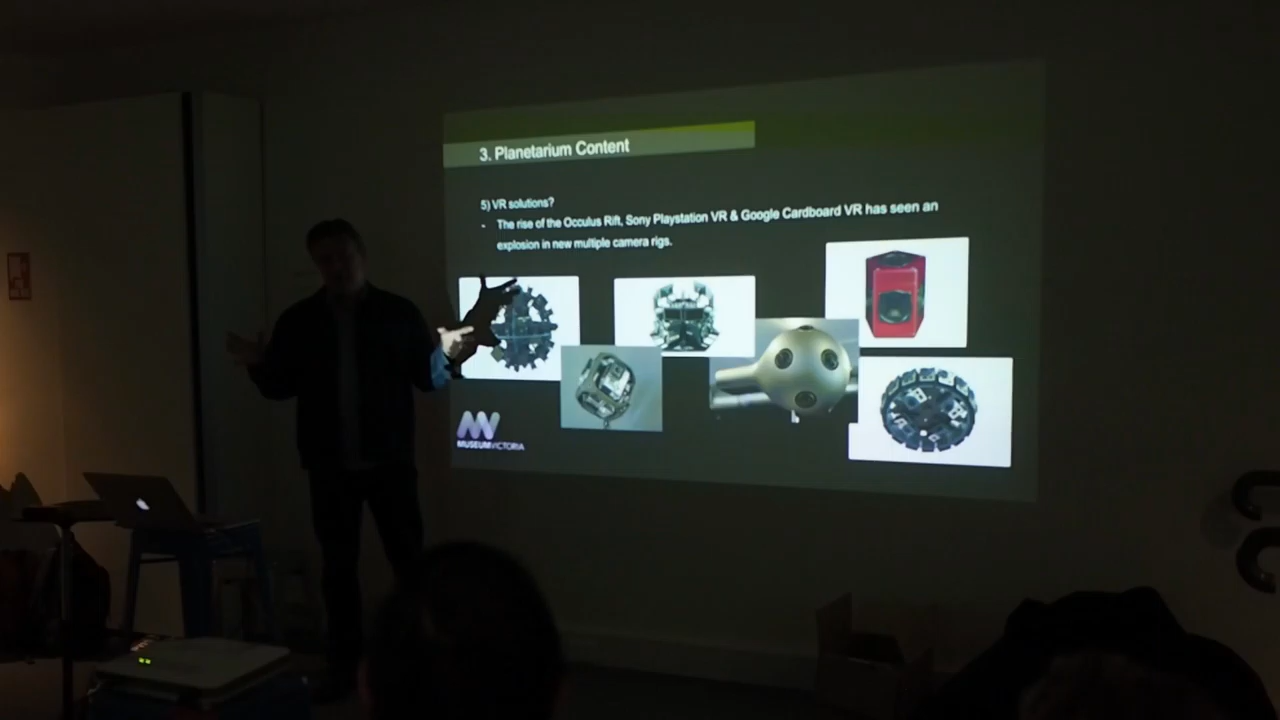 3. Planetarium Content
5) VR solutions?
- The rise of the Occulus Rift, Sony Playstation VR & Google Cardboard VR has seen an
explosion in new multiple camera rigs.
MV
MUSEUMVICTORIA